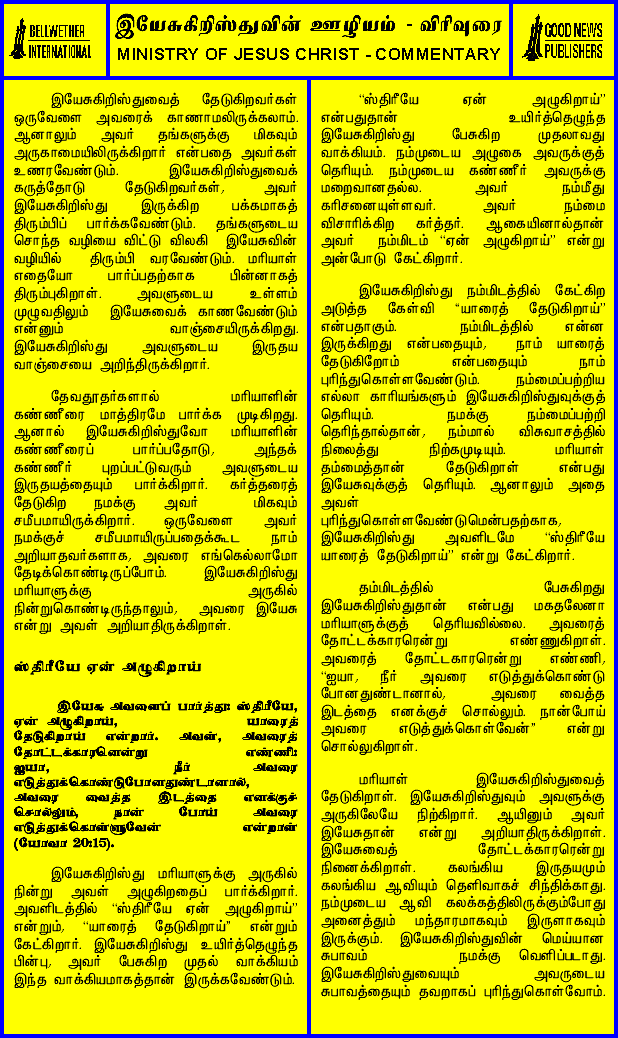 BELLWETHER
INTERNATIONAL
இயேசுகிறிஸ்துவின் ஊழியம் - விரிவுரை
MINISTRY OF JESUS CHRIST - COMMENTARY
GOOD NEWS
PUBLISHERS
இயேசுகிறிஸ்துவைத் தேடுகிறவர்கள்
ஒருவேளை அவரைக் காணாமலிருக்கலாம்.
ஆனாலும் அவர் தங்களுக்கு மிகவும்
அருகாமையிலிருக்கிறார் என்பதை அவர்கள்
உணரவேண்டும். இயேசுகிறிஸ்துவைக்
கருத்தோடு தேடுகிறவர்கள், அவர்
இயேசுகிறிஸ்து இருக்கிற பக்கமாகத்
திரும்பிப் பார்க்கவேண்டும். தங்களுடைய
சொந்த வழியை விட்டு விலகி இயேசுவின்
வழியில் திரும்பி வரவேண்டும். மரியாள்
எதையோ பார்ப்பதற்காக பின்னாகத்
திரும்புகிறாள். அவளுடைய உள்ளம்
முழுவதிலும் இயேசுவைக் காணவேண்டும்
என்னும் வாஞ்சையிருக்கிறது.
இயேசுகிறிஸ்து அவளுடைய இருதய
வாஞ்சையை அறிந்திருக்கிறார்.
தேவதூதர்களால் மரியாளின்
கண்ணீரை மாத்திரமே பார்க்க முடிகிறது.
ஆனால் இயேசுகிறிஸ்துவோ மரியாளின்
கண்ணீரைப் பார்ப்பதோடு, அந்தக்
கண்ணீர் புறப்பட்டுவரும் அவளுடைய
இருதயத்தையும் பார்க்கிறார். கர்த்தரைத்
தேடுகிற நமக்கு அவர் மிகவும்
சமீபமாயிருக்கிறார். ஒருவேளை அவர்
நமக்குச் சமீபமாயிருப்பதைக்கூட நாம்
அறியாதவர்களாக, அவரை எங்கெல்லாமோ
தேடிக்கொண்டிருப்போம். இயேசுகிறிஸ்து
மரியாளுக்கு அருகில்
நின்றுகொண்டிருந்தாலும், அவரை இயேசு
என்று அவள் அறியாதிருக்கிறாள்.
ஸ்திரீயே ஏன் அழுகிறாய்
இயேசு அவளைப் பார்த்து: ஸ்திரீயே,
ஏன் அழுகிறாய், யாரைத்
தேடுகிறாய் என்றார். அவள், அவரைத்
தோட்டக்காரனென்று எண்ணி:
ஐயா, நீர் அவரை
எடுத்துக்கொண்டுபோனதுண்டானால்,
அவரை வைத்த இடத்தை எனக்குச்
சொல்லும், நான் போய் அவரை
எடுத்துக்கொள்ளுவேன் என்றாள்
(யோவா 20:15).
இயேசுகிறிஸ்து மரியாளுக்கு அருகில்
நின்று அவள் அழுகிறதைப் பார்க்கிறார்.
அவளிடத்தில் “ஸ்திரீயே ஏன் அழுகிறாய்”
என்றும், “யாரைத் தேடுகிறாய்” என்றும்
கேட்கிறார். இயேசுகிறிஸ்து உயிர்த்தெழுந்த
பின்பு, அவர் பேசுகிற முதல் வாக்கியம்
இந்த வாக்கியமாகத்தான் இருக்கவேண்டும்.
“ஸ்திரீயே ஏன் அழுகிறாய்”
என்பதுதான் உயிர்த்தெழுந்த
இயேசுகிறிஸ்து பேசுகிற முதலாவது
வாக்கியம். நம்முடைய அழுகை அவருக்குத்
தெரியும். நம்முடைய கண்ணீர் அவருக்கு
மறைவானதல்ல. அவர் நம்மீது
கரிசனையுள்ளவர். அவர் நம்மை
விசாரிக்கிற கர்த்தர். ஆகையினால்தான்
அவர் நம்மிடம் “ஏன் அழுகிறாய்” என்று
அன்போடு கேட்கிறார்.
இயேசுகிறிஸ்து நம்மிடத்தில் கேட்கிற
அடுத்த கேள்வி “யாரைத் தேடுகிறாய்”
என்பதாகும். நம்மிடத்தில் என்ன
இருக்கிறது என்பதையும், நாம் யாரைத்
தேடுகிறோம் என்பதையும் நாம்
புரிந்துகொள்ளவேண்டும். நம்மைப்பற்றிய
எல்லா காரியங்களும் இயேசுகிறிஸ்துவுக்குத்
தெரியும். நமக்கு நம்மைப்பற்றி
தெரிந்தால்தான், நம்மால் விசுவாசத்தில்
நிலைத்து நிற்கமுடியும். மரியாள்
தம்மைத்தான் தேடுகிறாள் என்பது
இயேசுவுக்குத் தெரியும். ஆனாலும் அதை
அவள்
புரிந்துகொள்ளவேண்டுமென்பதற்காக,
இயேசுகிறிஸ்து அவளிடமே “ஸ்திரீயே
யாரைத் தேடுகிறாய்” என்று கேட்கிறார்.
தம்மிடத்தில் பேசுகிறது
இயேசுகிறிஸ்துதான் என்பது மகதலேனா
மரியாளுக்குத் தெரியவில்லை. அவரைத்
தோட்டக்காரரென்று எண்ணுகிறாள்.
அவரைத் தோட்டகாரரென்று எண்ணி,
“ஐயா, நீர் அவரை எடுத்துக்கொண்டு
போனதுண்டானால், அவரை வைத்த
இடத்தை எனக்குச் சொல்லும். நான்போய்
அவரை எடுத்துக்கொள்வேன்” என்று
சொல்லுகிறாள்.
மரியாள் இயேசுகிறிஸ்துவைத்
தேடுகிறாள். இயேசுகிறிஸ்துவும் அவளுக்கு
அருகிலேயே நிற்கிறார். ஆயினும் அவர்
இயேசுதான் என்று அறியாதிருக்கிறாள்.
இயேசுவைத் தோட்டக்காரரென்று
நினைக்கிறாள். கலங்கிய இருதயமும்
கலங்கிய ஆவியும் தெளிவாகச் சிந்திக்காது.
நம்முடைய ஆவி கலக்கத்திலிருக்கும்போது
அனைத்தும் மந்தாரமாகவும் இருளாகவும்
இருக்கும். இயேசுகிறிஸ்துவின் மெய்யான
சுபாவம் நமக்கு வெளிப்படாது.
இயேசுகிறிஸ்துவையும் அவருடைய
சுபாவத்தையும் தவறாகப் புரிந்துகொள்வோம்.